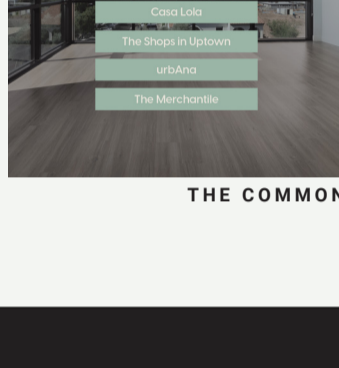 Casa Lola
The Shops in Uptown
urbAna
The Merchantile
THE COMMON